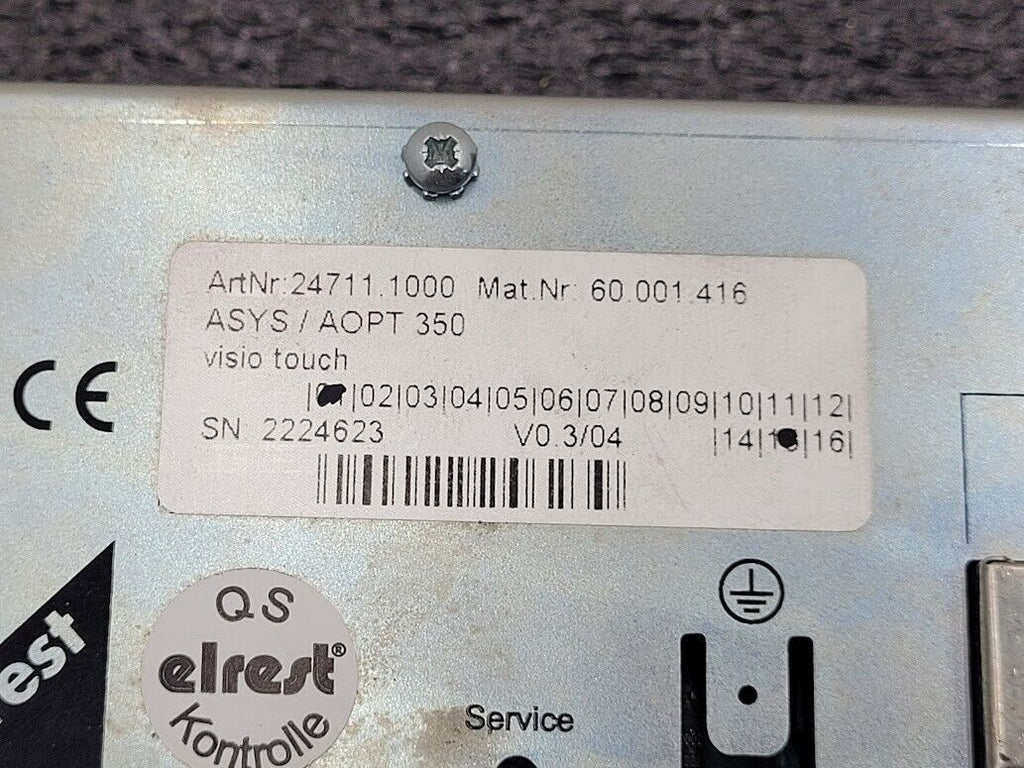 ArtNr:24711.1000 Mat.Nr: 60.001.416
ASYS / AOPT 350
visio touch
|02|03|04|05|06|07|08|09|10|11|12|
SN 2224623 V0.3/04 |14| |16|
CE
QS
elrest®
Kontrolle
rest
Service